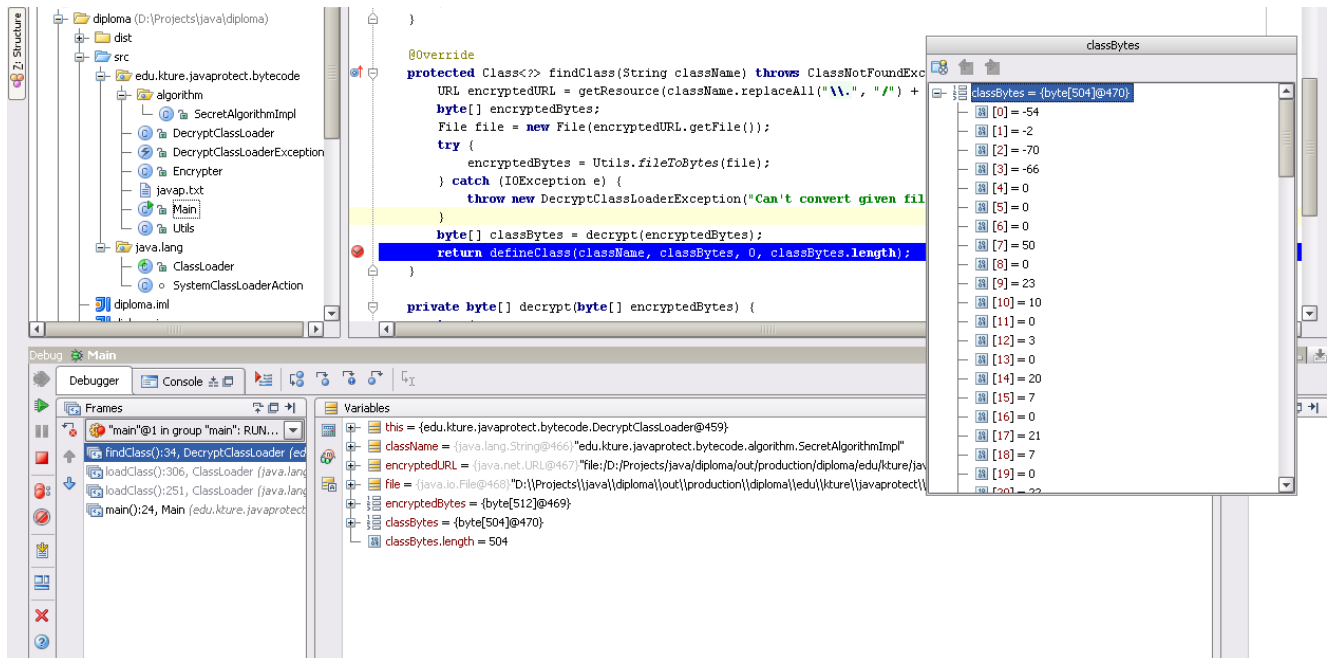 Z: Structure
diploma (D:\Projects\java\diploma)
dist
src
edu.kture.javaprotect.bytecode
algorithm
SecretAlgorithmImpl
DecryptClassLoader
DecryptClassLoaderException
Encrypter
javap.txt
Main
Utils
java.lang
ClassLoader
SystemClassLoaderAction
diploma.iml
}
@Override
protected Class<?> findClass(String className) throws ClassNotFoundExc
URL encryptedURL = getResource(className.replaceAll("\\.", "/") +
byte[] encryptedBytes;
File file = new File(encryptedURL.getFile());
try {
encryptedBytes = Utils.fileToBytes(file);
} catch (IOException e) {
throw new DecryptClassLoaderException("Can't convert given fil
}
byte[] classBytes = decrypt(encryptedBytes);
return defineClass(className, classBytes, 0, classBytes.length);
}
private byte[] decrypt(byte[] encryptedBytes) {
classBytes
classBytes = {byte[504]@470}
[0] = -54
[1] = -2
[2] = -70
[3] = -66
[4] = 0
[5] = 0
[6] = 0
[7] = 50
[8] = 0
[9] = 23
[10] = 10
[11] = 0
[12] = 3
[13] = 0
[14] = 20
[15] = 7
[16] = 0
[17] = 21
[18] = 7
[19] = 0
[20] = 22
Debug Main
Debugger
Console
Frames
"main"@1 in group "main": RUN...
findClass():34, DecryptClassLoader (ed
loadClass():306, ClassLoader (java.lang
loadClass():251, ClassLoader (java.lang
main():24, Main (edu.kture.javaprotect
Variables
this = {edu.kture.javaprotect.bytecode.DecryptClassLoader@459}
className = {java.lang.String@466}"edu.kture.javaprotect.bytecode.algorithm.SecretAlgorithmImpl"
encryptedURL = {java.net.URL@467}"file:/D:/Projects/java/diploma/out/production/diploma/edu/kture/jav
file = {java.io.File@468}"D:\\Projects\\java\\diploma\\out\\production\\diploma\\edu\\kture\\javaprotect\\
encryptedBytes = {byte[512]@469}
classBytes = {byte[504]@470}
classBytes.length = 504